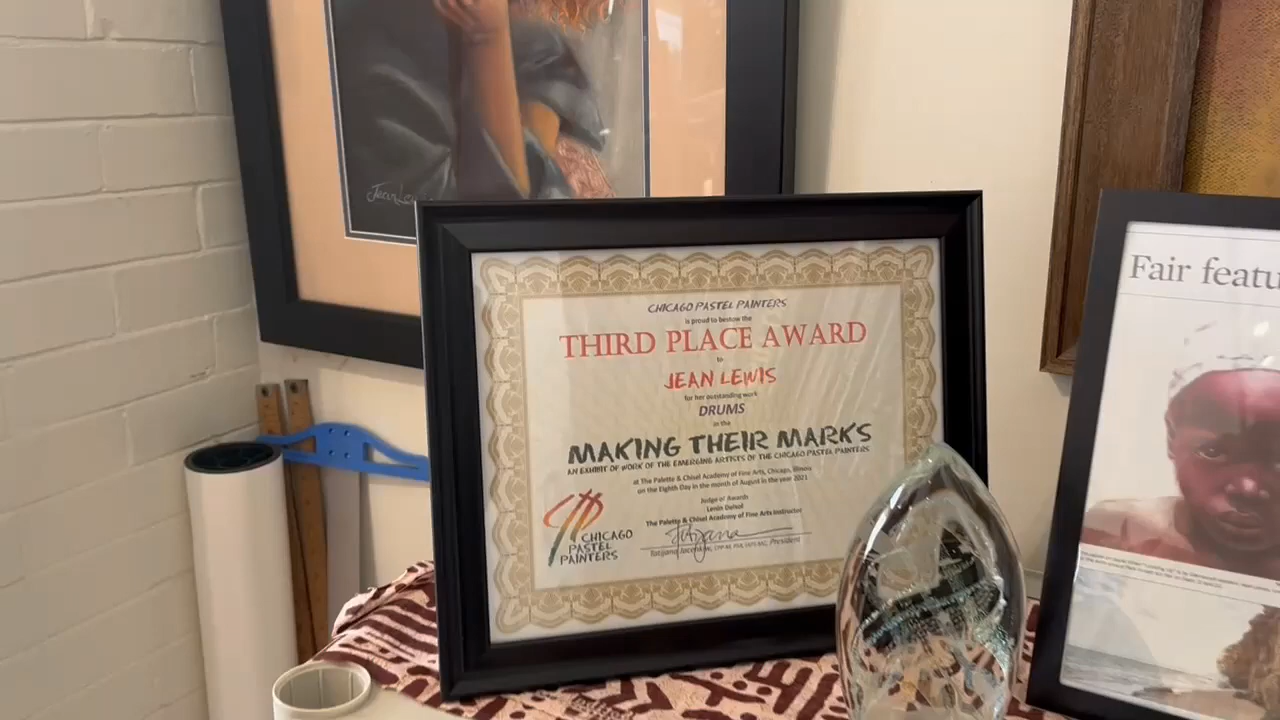 Jean Le
CHICAGO PASTEL PAINTERS
is proud to bestow the
THIRD PLACE AWARD
to
JEAN LEWIS
for her outstanding work
DRUMS
in the
MAKING THEIR MARKS
AN EXHIBIT OF WORK OF THE EMERGING ARTISTS OF THE CHICAGO PASTEL PAINTERS
at The Palette & Chisel Academy of Fine Arts, Chicago, Illinois
on the Eighth Day in the month of August in the year 2021
Judge of Awards
The Palette & Chisel Academy of Fine Arts Instructor
Tatijana
President
CHICAGO
PASTEL
PAINTERS
Fair featu